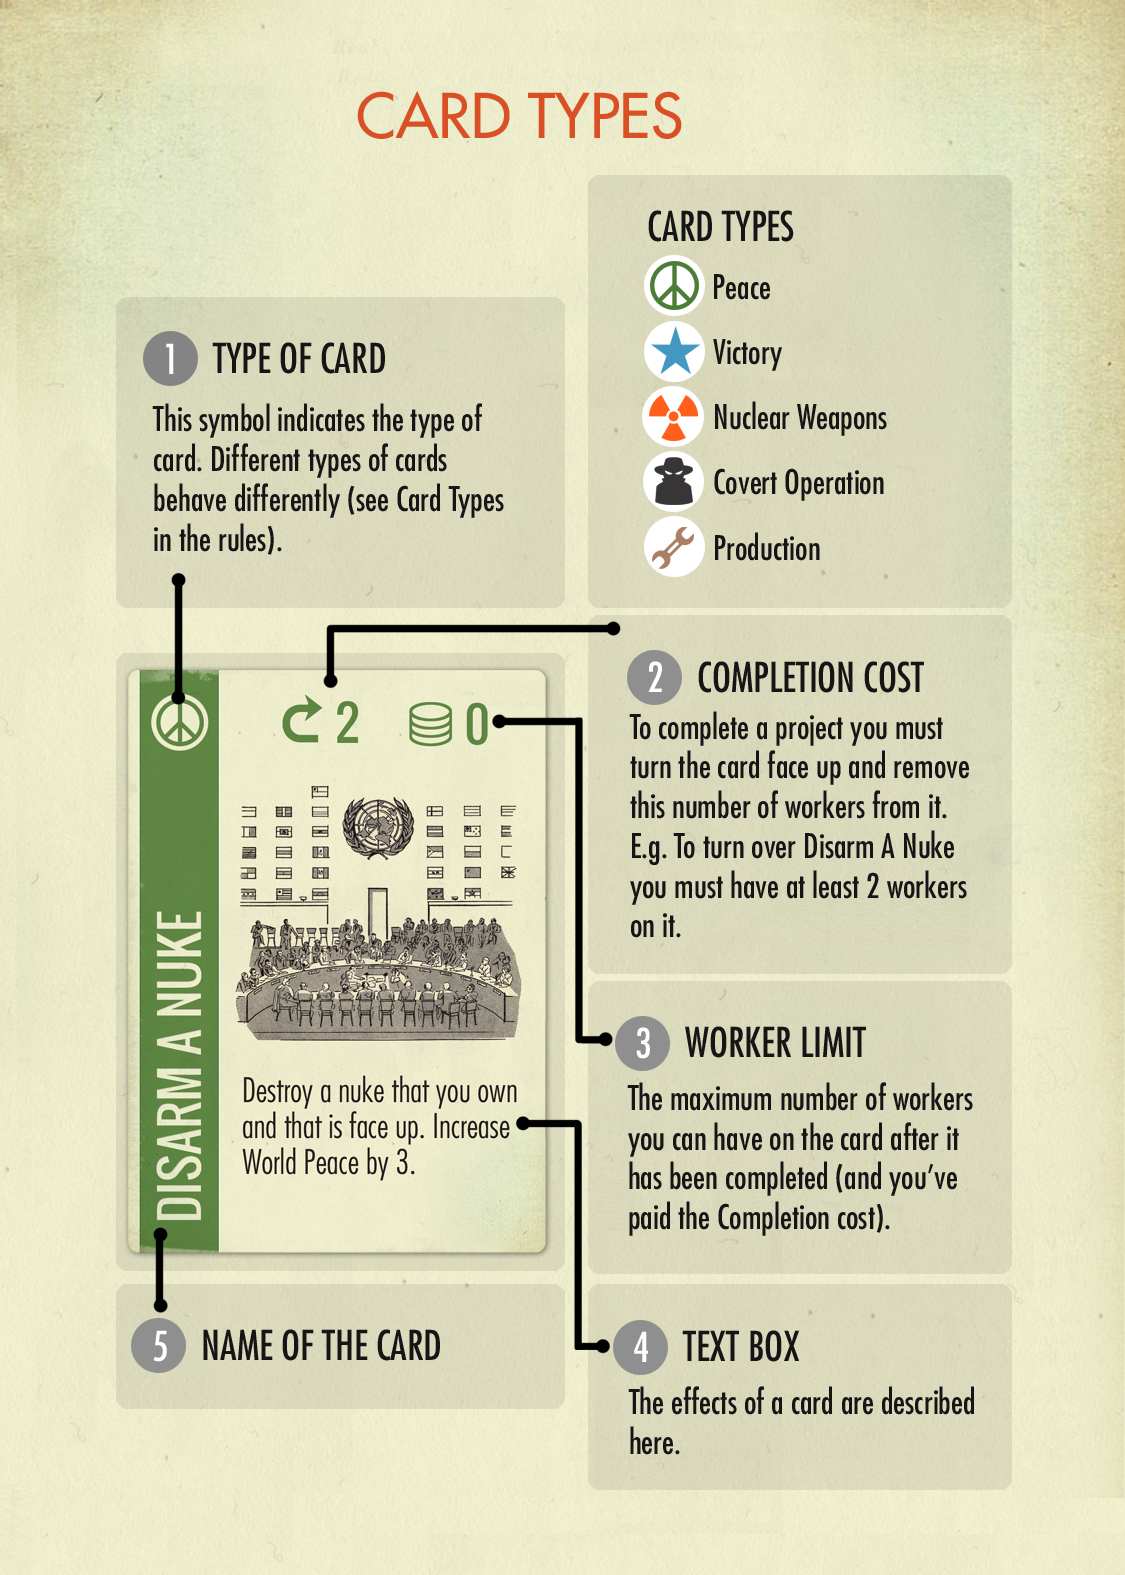 CARD TYPES
CARD TYPES
Peace
Victory
Nuclear Weapons
Covert Operation
Production
1 TYPE OF CARD
This symbol indicates the type of
card. Different types of cards
behave differently (see Card Types
in the rules).
2 COMPLETION COST
To complete a project you must
turn the card face up and remove
this number of workers from it.
E.g. To turn over Disarm A Nuke
you must have at least 2 workers
on it.
2 0
DISARM A NUKE
Destroy a nuke that you own
and that is face up. Increase
World Peace by 3.
3 WORKER LIMIT
The maximum number of workers
you can have on the card after it
has been completed (and you've
paid the Completion cost).
5 NAME OF THE CARD
4 TEXT BOX
The effects of a card are described
here.